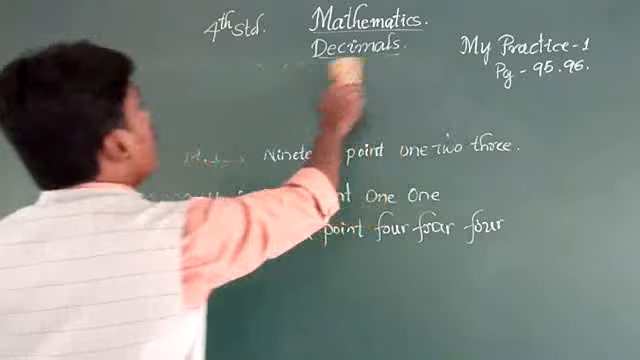 4th Std. Mathematics.
Decimals.
My Practice-1
Pg - 95.96.
point one two three.
One One
point four four four